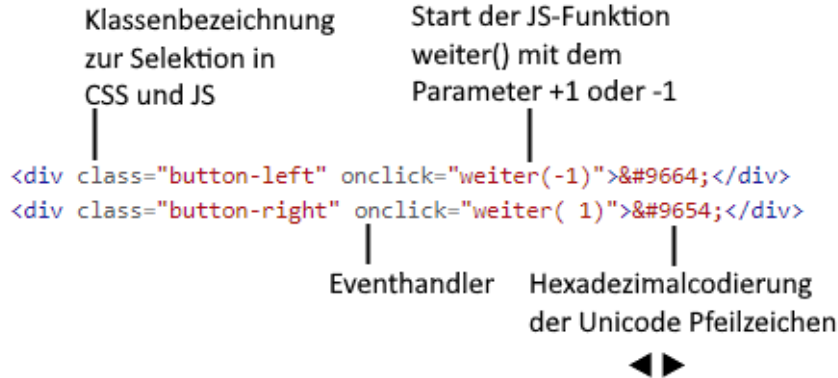 Klassenbezeichnung
zur Selektion in
CSS und JS
Start der JS-Funktion
weiter() mit dem
Parameter +1 oder -1
<div class="button-left" onclick="weiter(-1)">&#9664;</div>
<div class="button-right" onclick="weiter( 1)">&#9654;</div>
Eventhandler
Hexadezimalcodierung
der Unicode Pfeilzeichen
◀ ▶